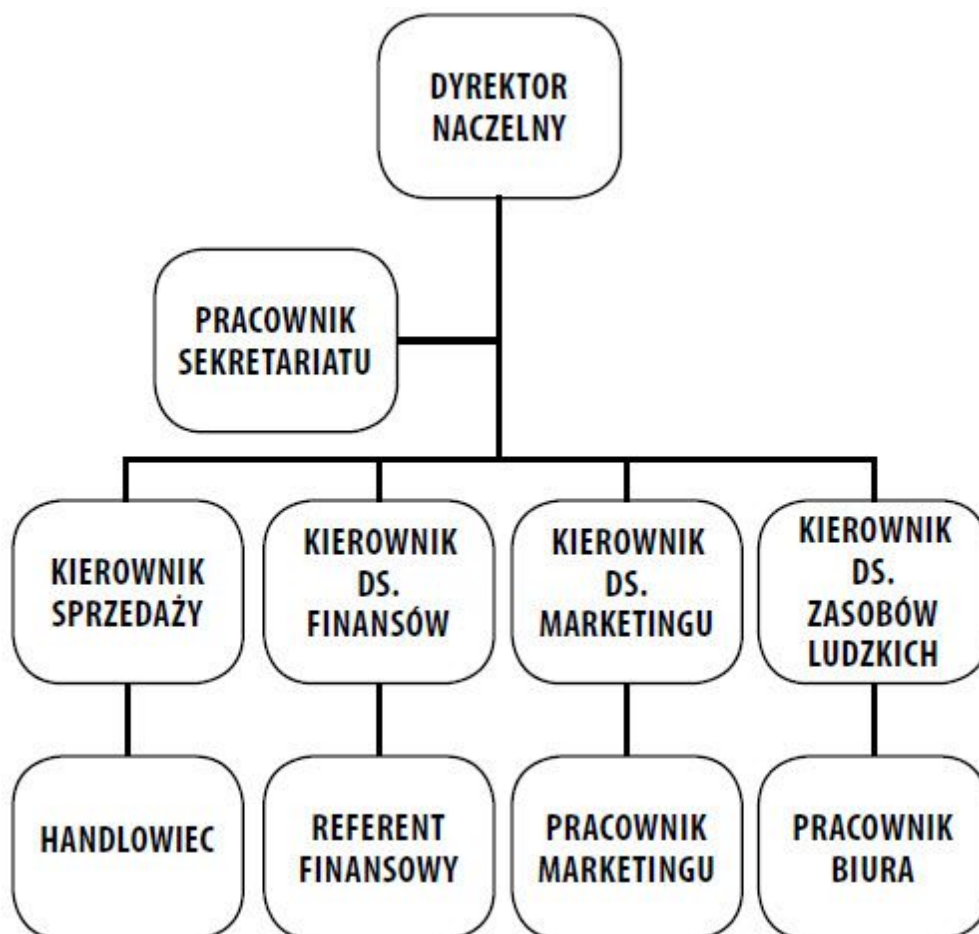 DYREKTOR
NACZELNY
PRACOWNIK
SEKRETARIATU
KIEROWNIK
SPRZEDAŻY
KIEROWNIK
DS.
FINANSÓW
KIEROWNIK
DS.
MARKETINGU
KIEROWNIK
DS.
ZASOBÓW
LUDZKICH
HANDLOWIEC
REFERENT
FINANSOWY
PRACOWNIK
MARKETINGU
PRACOWNIK
BIURA